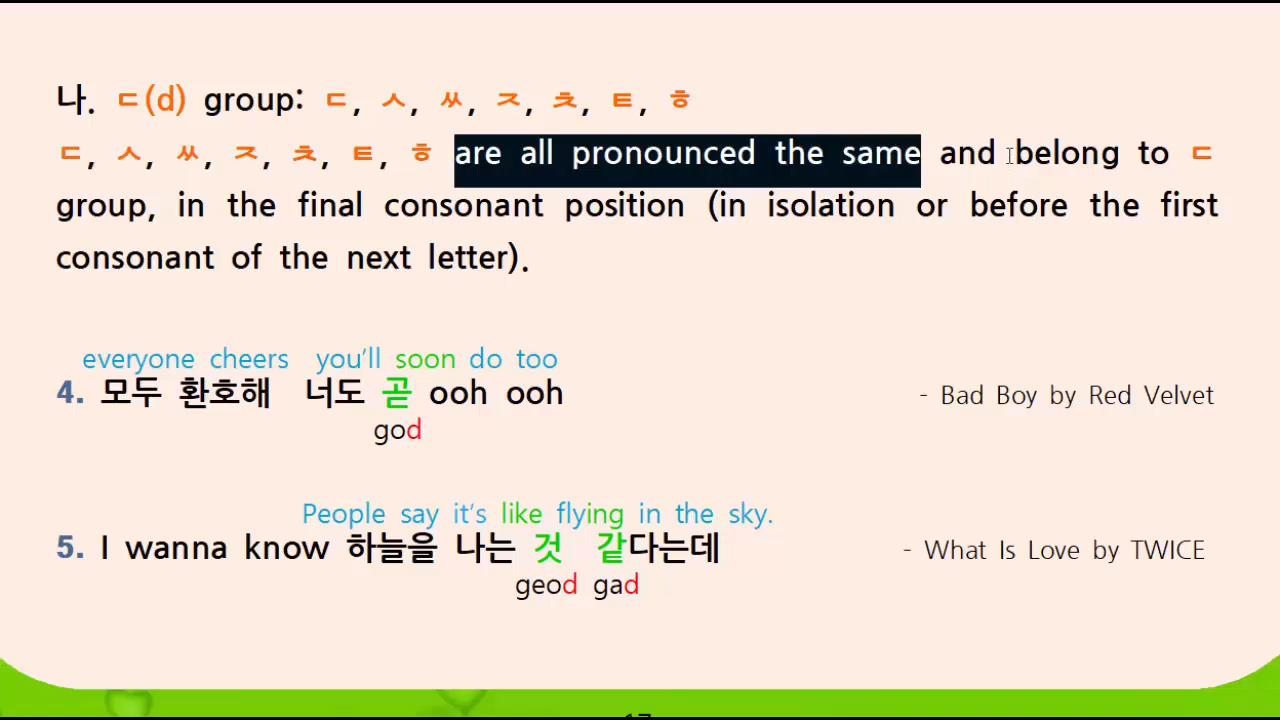 나. ㄷ(d) group: ㄷ, ㅅ, ㅆ, ㅈ, ㅊ, ㅌ, ㅎ
ㄷ, ㅅ, ㅆ, ㅈ, ㅊ, ㅌ, ㅎ are all pronounced the same and belong to ㄷ
group, in the final consonant position (in isolation or before the first
consonant of the next letter).
everyone cheers you'll soon do too
4. 모두 환호해 너도 곧 ooh ooh - Bad Boy by Red Velvet
god
People say it's like flying in the sky.
5. I wanna know 하늘을 나는 것 같다는데 - What Is Love by TWICE
geod gad